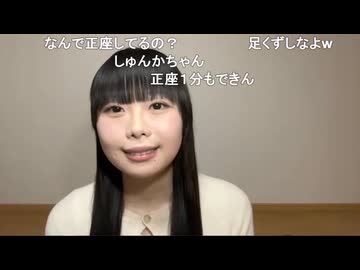 なんで正座してるの？
足くずしなよw
しゅんかちゃん
正座１分もできん